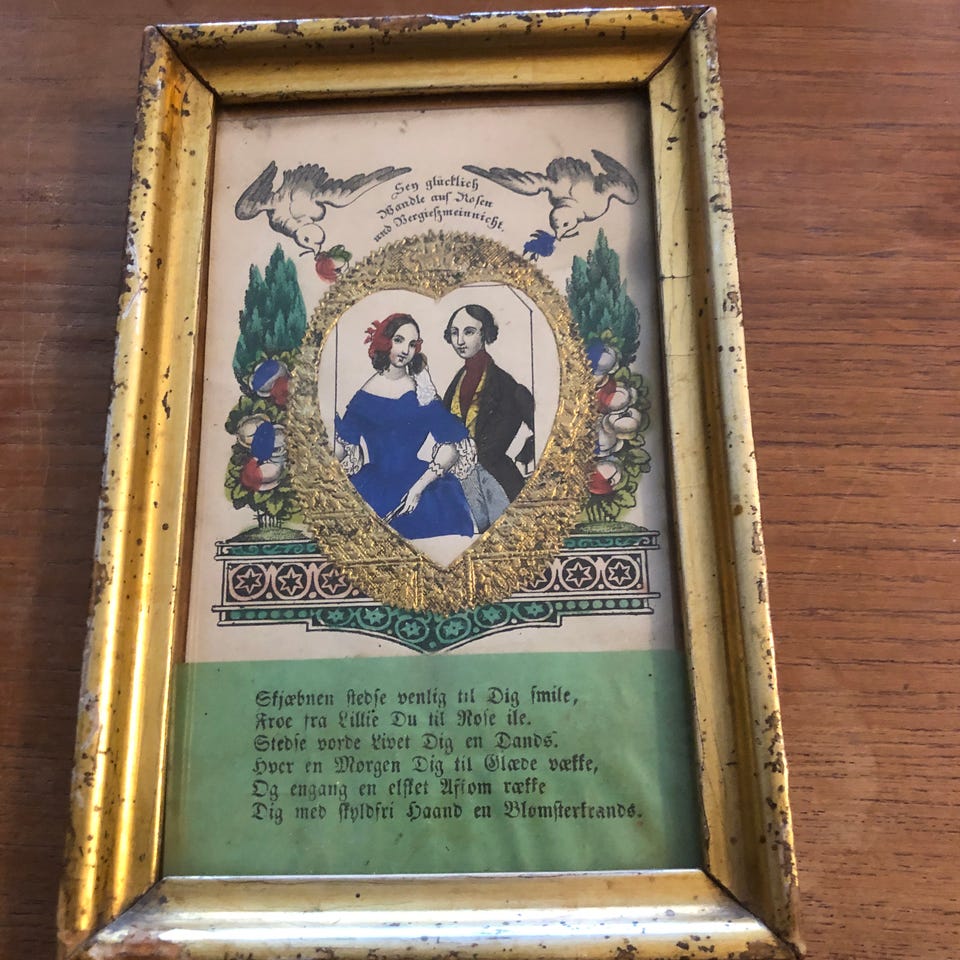 Sey glücklich
Wandle auf Rosen
und Vergießmeinnicht.
Skjæbnen stedse venlig til Dig smile,
Froe fra Lillie Du til Rose ile.
Stedse vorde Livet Dig en Dands.
Hver en Morgen Dig til Glæde vække,
Og engang en elsket Afkom række
Dig med skyldfri Haand en Blomsterkrands.